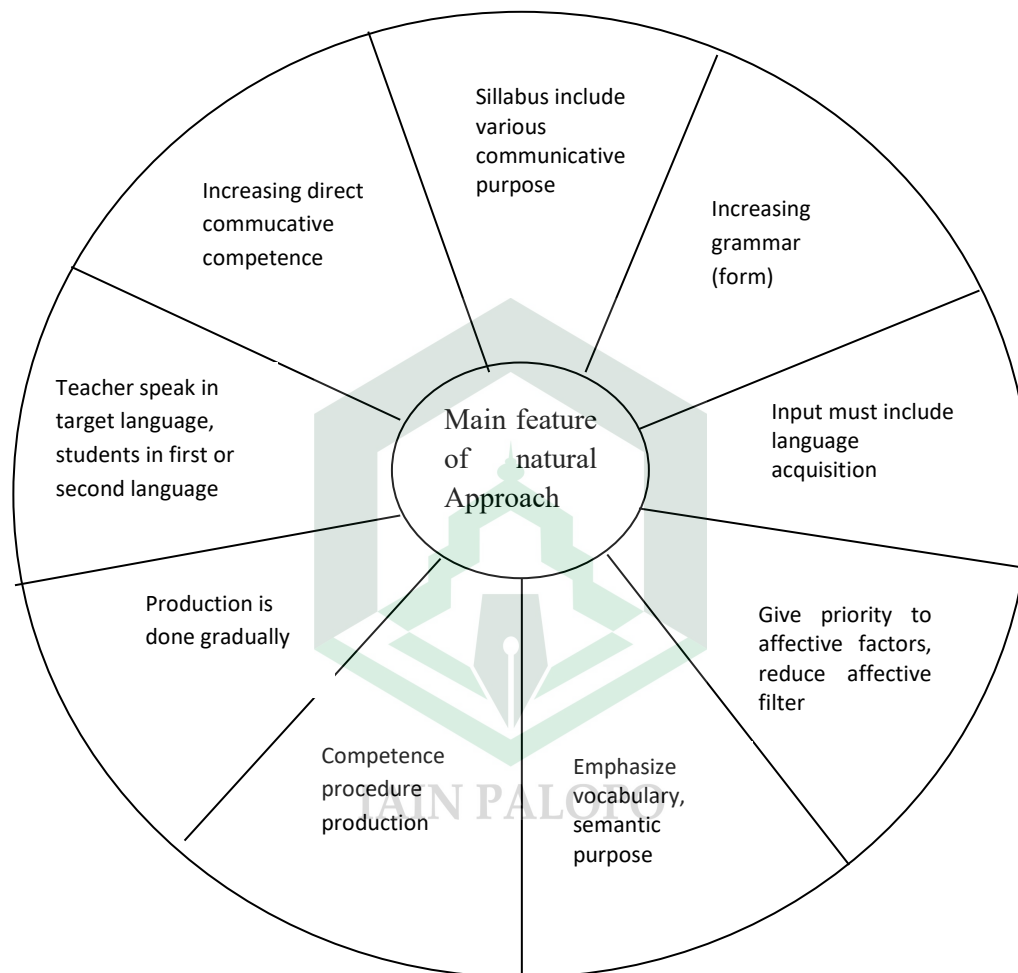 Sillabus include
various
communicative
purpose
Increasing
grammar
(form)
Input must include
language
acquisition
Give priority to
affective factors,
reduce affective
filter
Emphasize
vocabulary,
semantic
purpose
Competence
procedure
production
Production is
done gradually
Teacher speak in
target language,
students in first or
second language
Increasing direct
commucative
competence
Main feature
of natural
Approach
IAIN PALOPO